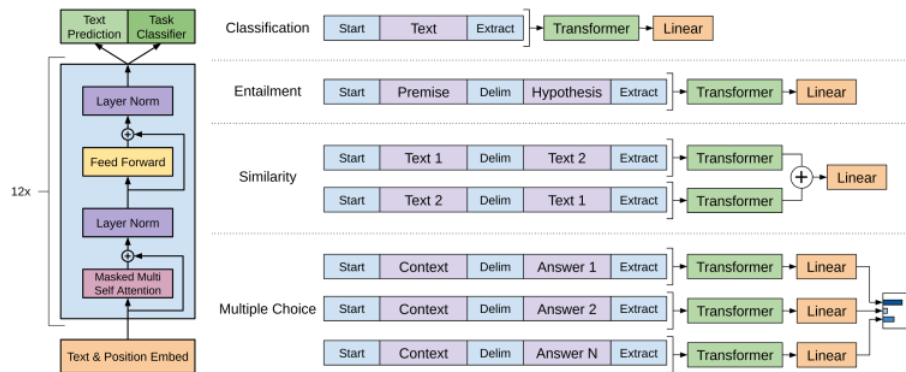 Text
Prediction
Task
Classifier
12x
Layer Norm
Feed Forward
Layer Norm
Masked Multi
Self Attention
Text & Position Embed
Classification
Start Text Extract Transformer Linear
Entailment
Start Premise Delim Hypothesis Extract Transformer Linear
Similarity
Start Text 1 Delim Text 2 Extract Transformer
Linear
Start Text 2 Delim Text 1 Extract Transformer
Multiple Choice
Start Context Delim Answer 1 Extract Transformer Linear
Start Context Delim Answer 2 Extract Transformer Linear
Start Context Delim Answer N Extract Transformer Linear